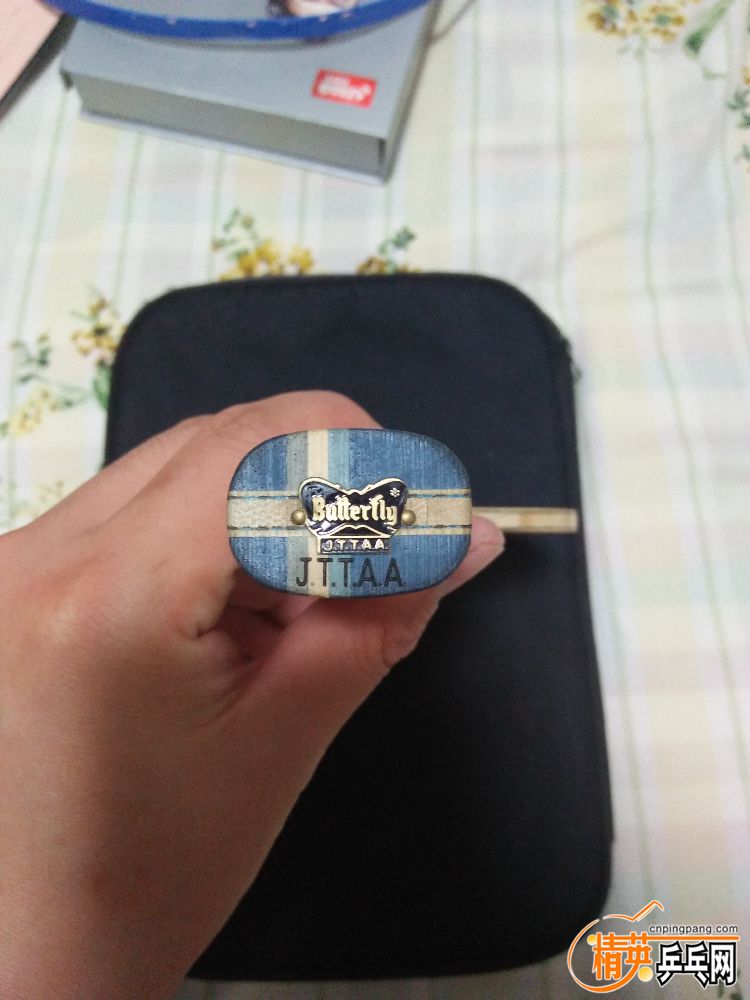 Butterfly
J.T.T.A.A.
J.T.T.A.A.
cnpingpang.com
精英乒乓网